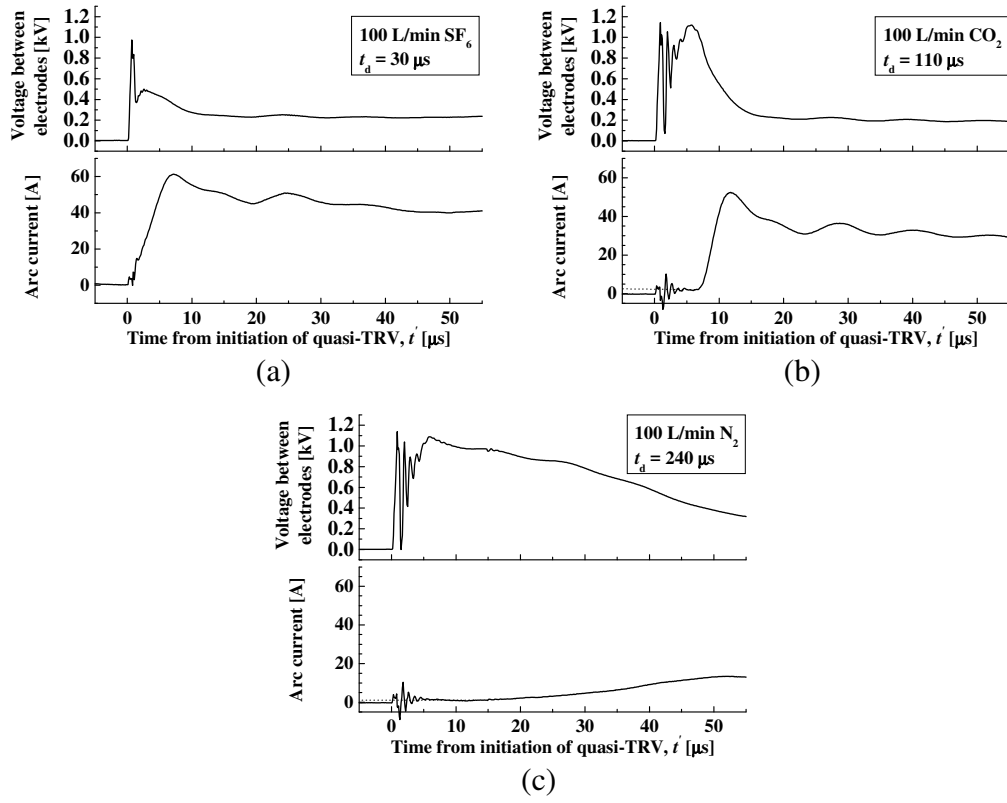 1.2
1.0
0.8
0.6
0.4
0.2
0.0
Voltage between
electrodes [kV]
100 L/min SF6
td = 30 μs
60
40
20
0
Arc current [A]
0 10 20 30 40 50
Time from initiation of quasi-TRV, t' [μs]
(a)
1.2
1.0
0.8
0.6
0.4
0.2
0.0
Voltage between
electrodes [kV]
100 L/min CO2
td = 110 μs
60
40
20
0
Arc current [A]
0 10 20 30 40 50
Time from initiation of quasi-TRV, t' [μs]
(b)
1.2
1.0
0.8
0.6
0.4
0.2
0.0
Voltage between
electrodes [kV]
100 L/min N2
td = 240 μs
60
40
20
0
Arc current [A]
0 10 20 30 40 50
Time from initiation of quasi-TRV, t' [μs]
(c)